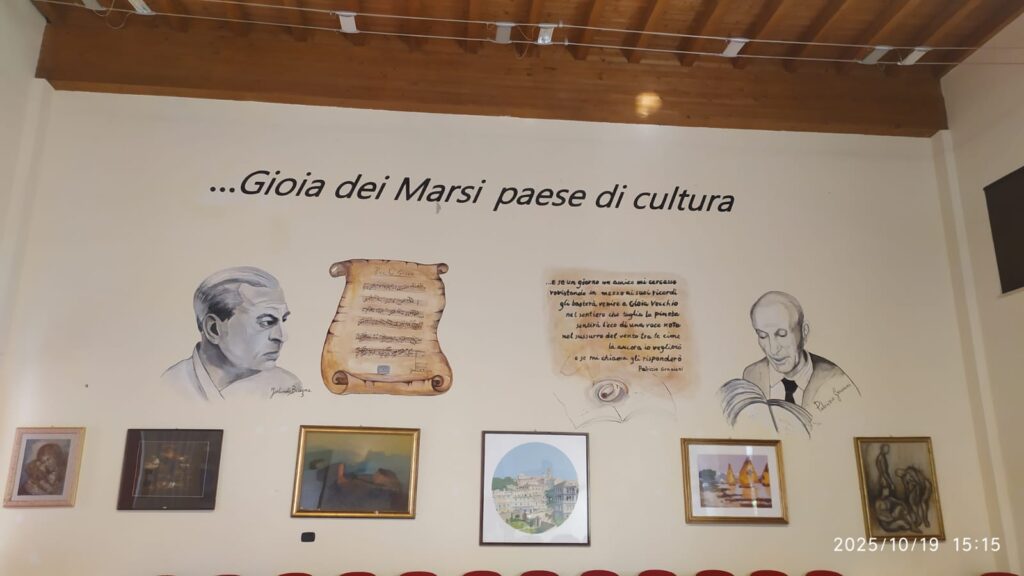 ...Gioia dei Marsi paese di cultura
...e se un giorno un amico mi cercasse
rovistando in mezzo ai suoi ricordi
gli basterà venire a Gioia Vecchio
nel sentiero che taglia la pineta
sentirà l'eco di una voce nota
nel sussurro del vento tra le cime
la ancora io veglierò
e se mi chiama gli risponderò
Patrizio Graziani
2025/10/19 15:15